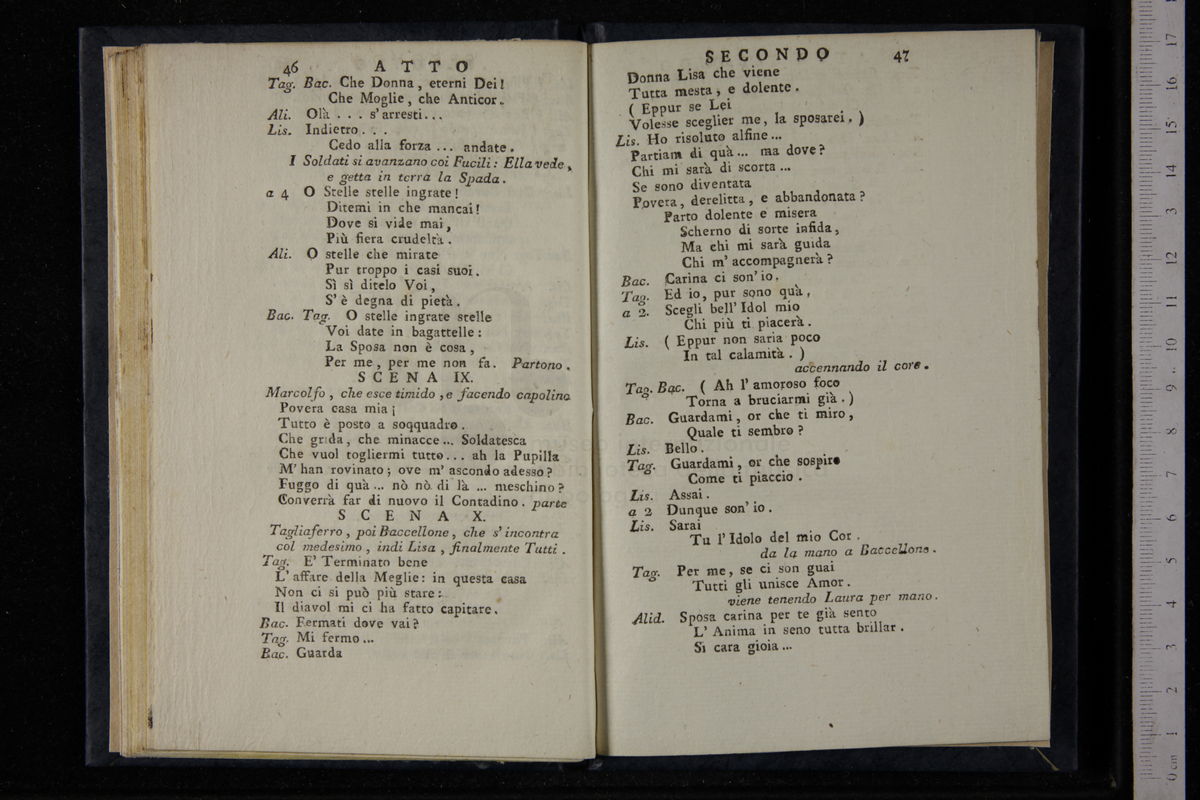 46 A T T O
Tag. Bac. Che Donna, eterni Dei!
Che Moglie, che Anticor.
Ali. Olà . . . s' arresti...
Lis. Indietro. . .
Cedo alla forza ... andate.
I Soldati si avanzano coi Fucili: Ella vede,
e getta in terra la Spada.
a 4 O Stelle stelle ingrate!
Ditemi in che mancai!
Dove si vide mai,
Più fiera crudeltà.
Ali. O stelle che mirate
Pur troppo i casi suoi.
Sì sì ditelo Voi,
S' è degna di pietà.
Bac. Tag. O stelle ingrate stelle
Voi date in bagattelle:
La Sposa non è cosa,
Per me, per me non fa. Partono.
S C E N A IX.
Marcolfo, che esce timido, e facendo capolino
Povera casa mia¡
Tutto è posto a soqquadro.
Che grida, che minacce... Soldatesca
Che vuol togliermi tutto... ah la Pupilla
M' han rovinato; ove m' ascondo adesso?
Fuggo di quà ... nò nò di là ... meschino?
Converrà far di nuovo il Contadino. parte
S C E N A X.
Tagliaferro, poi Baccellone, che s' incontra
col medesimo, indi Lisa, finalmente Tutti.
Tag. E' Terminato bene
L' affare della Meglie: in questa casa
Non ci si può più stare:
Il diavol mi ci ha fatto capitare.
Bac. Fermati dove vai?
Tag. Mi fermo...
Bac. Guarda
SECONDO 47
Donna Lisa che viene
Tutta mesta, e dolente.
( Eppur se Lei
Volesse sceglier me, la sposarei. )
Lis. Ho risoluto alfine...
Partiam di quà... ma dove?
Chi mi sarà di scorta ...
Se sono diventata
Povera, derelitta, e abbandonata?
Parto dolente e misera
Scherno di sorte infida,
Ma chi mi sarà guida
Chi m' accompagnerà?
Bac. Carina ci son' io.
Tag. Ed io, pur sono quà,
a 2. Scegli bell' Idol mio
Chi più ti piacerà.
Lis. ( Eppur non saria poco
In tal calamità. )
accennando il core.
Tag. Bac. ( Ah l' amoroso foco
Torna a bruciarmi già. )
Bac. Guardami, or che ti miro,
Quale ti sembro?
Lis. Bello.
Tag. Guardami, or che sospiro
Come ti piaccio.
Lis. Assai.
a 2 Dunque son' io.
Lis. Sarai
Tu l' Idolo del mio Cor.
da la mano a Baccellone.
Tag. Per me, se ci son guai
Tutti gli unisce Amor.
viene tenendo Laura per mano.
Alid. Sposa carina per te già sento
L' Anima in seno tutta brillar.
Si cara gioia...